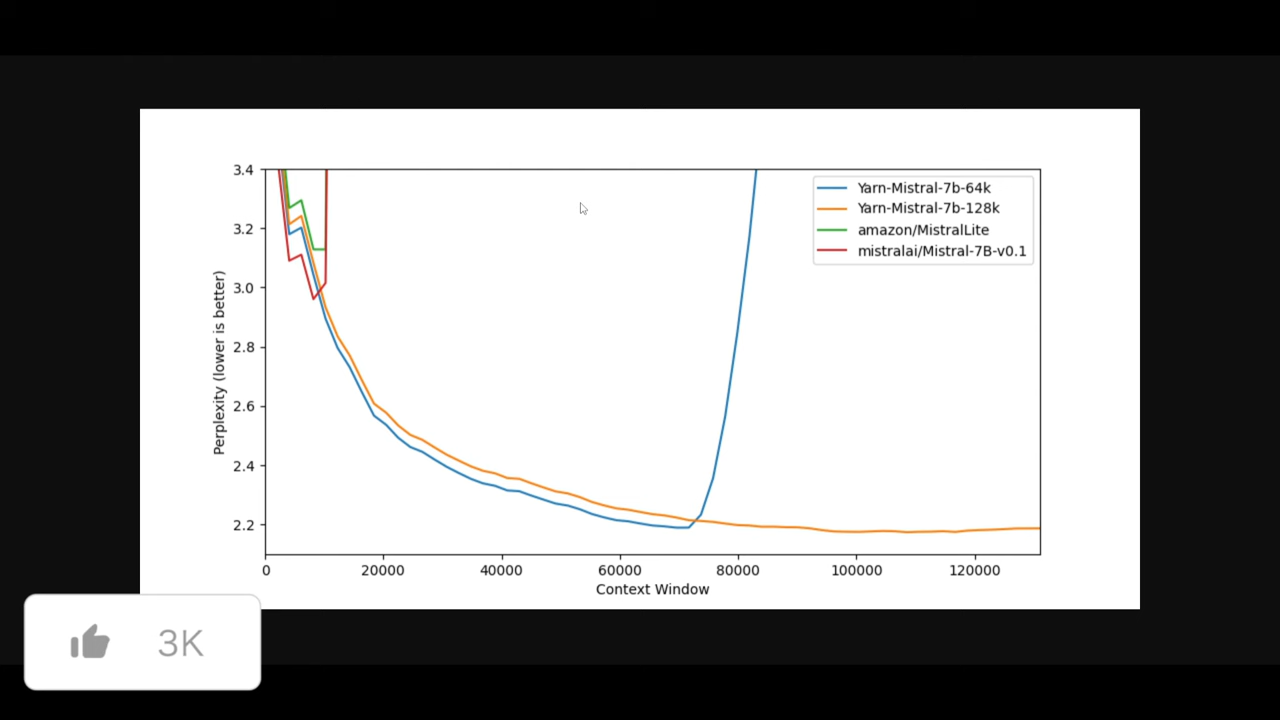 3.4
3.2
3.0
2.8
2.6
2.4
2.2
Perplexity (lower is better)
Yarn-Mistral-7b-64k
Yarn-Mistral-7b-128k
amazon/MistralLite
mistralai/Mistral-7B-v0.1
0 20000 40000 60000 80000 100000 120000
Context Window
3K